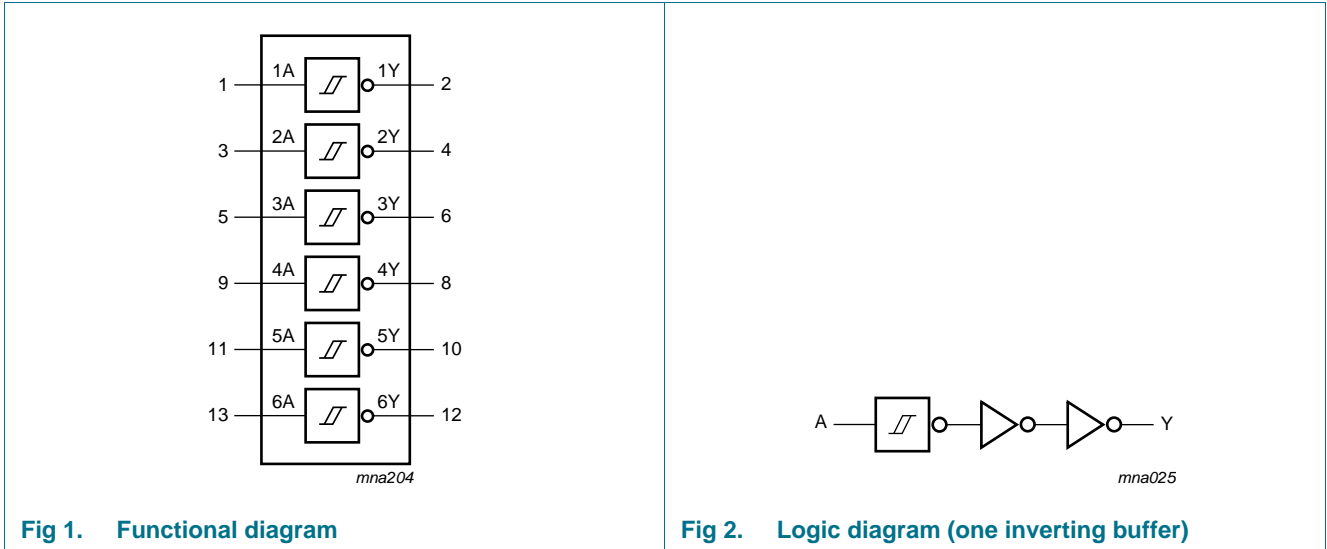 1 1A 1Y 2
3 2A 2Y 4
5 3A 3Y 6
9 4A 4Y 8
11 5A 5Y 10
13 6A 6Y 12
mna204
Fig 1. Functional diagram
A Y
mna025
Fig 2. Logic diagram (one inverting buffer)